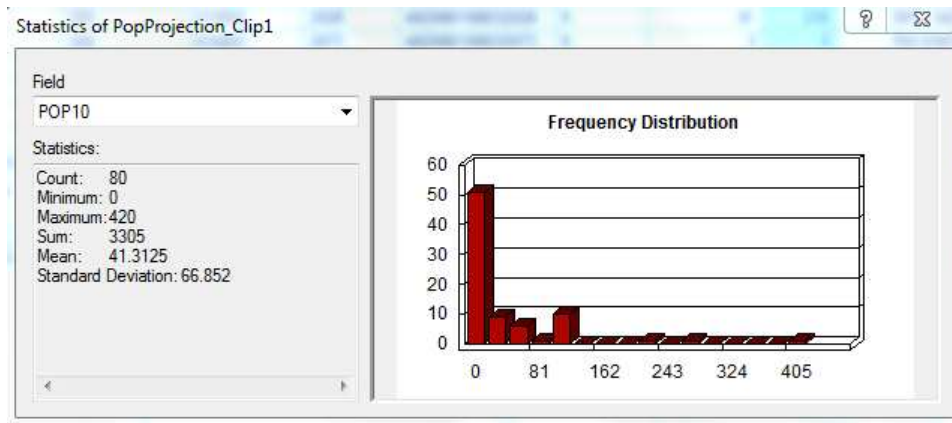 Statistics of PopProjection_Clip1
Field
POP10
Statistics:
Count: 80
Minimum: 0
Maximum: 420
Sum: 3305
Mean: 41.3125
Standard Deviation: 66.852
Frequency Distribution
60
50
40
30
20
10
0
0 81 162 243 324 405